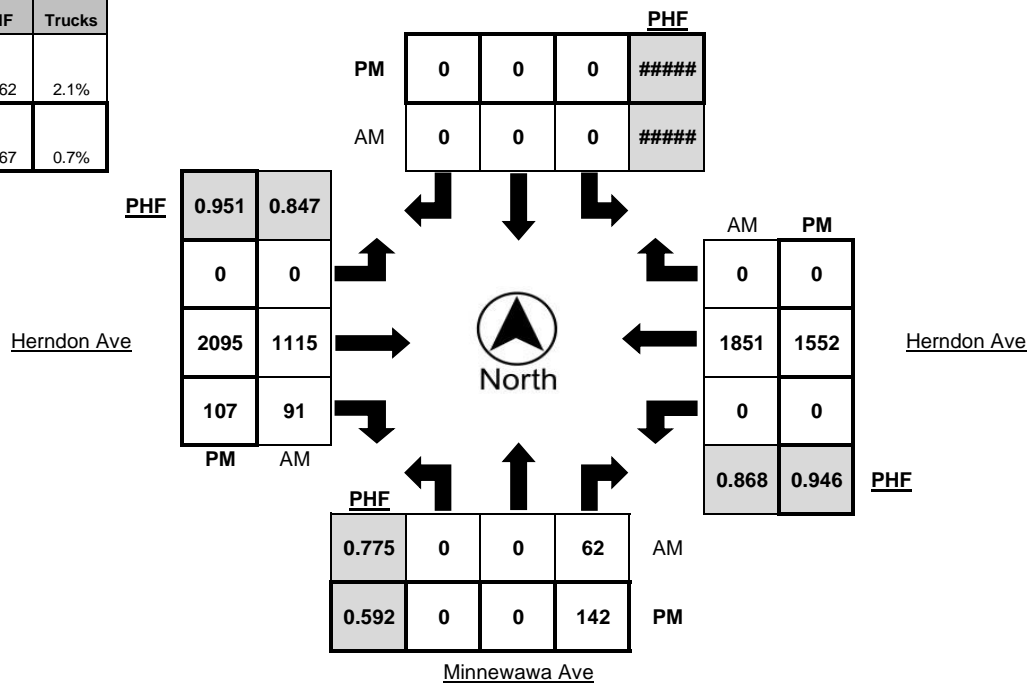 Trucks
2.1%
0.7%
PHF
PM 0 0 0 #####
AM 0 0 0 #####
PHF 0.951 0.847
0 0
Herndon Ave 2095 1115
107 91
PM AM
North
AM PM
0 0
1851 1552 Herndon Ave
0 0
0.868 0.946 PHF
PHF
0.775 0 0 62 AM
0.592 0 0 142 PM
Minnewawa Ave